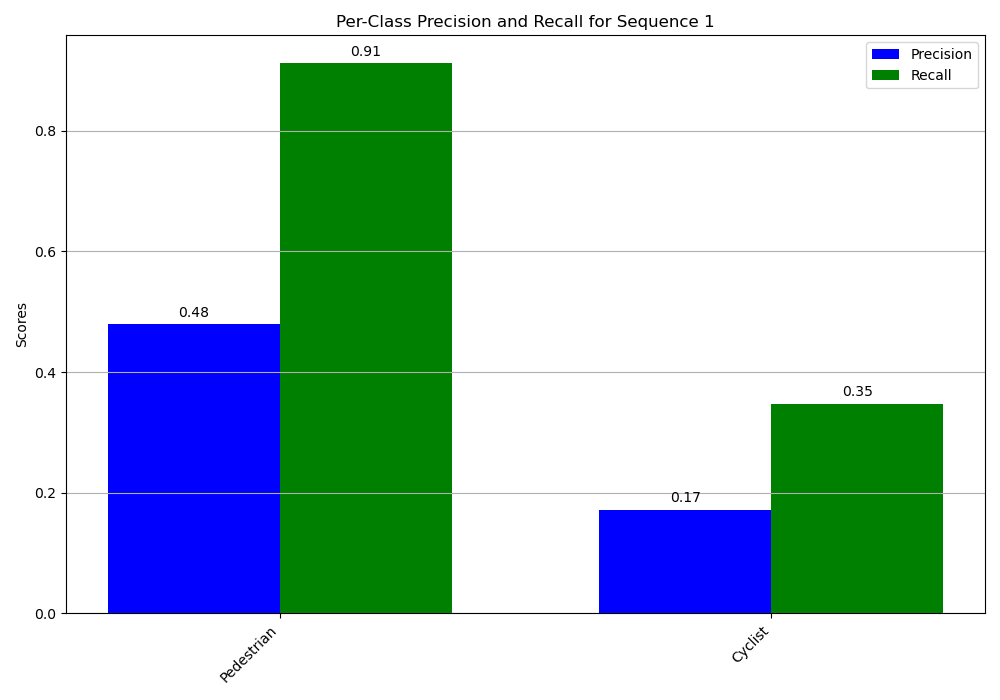 Per-Class Precision and Recall for Sequence 1
Precision
Recall
Scores
0.8
0.6
0.4
0.2
0.0
0.48
0.91
0.17
0.35
Pedestrian
Cyclist